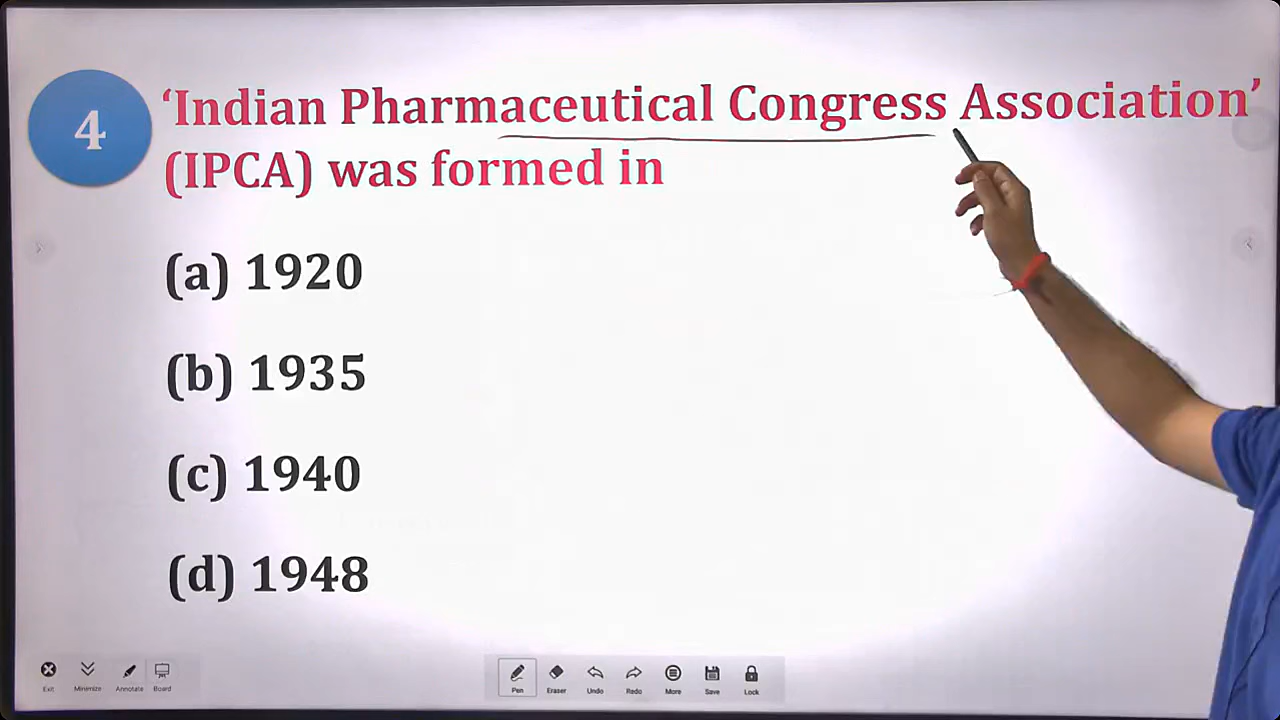 4
‘Indian Pharmaceutical Congress Association’
(IPCA) was formed in
(a) 1920
(b) 1935
(c) 1940
(d) 1948
Exit Minimize Annotate Board
Pen Eraser Undo Redo More Save Lock